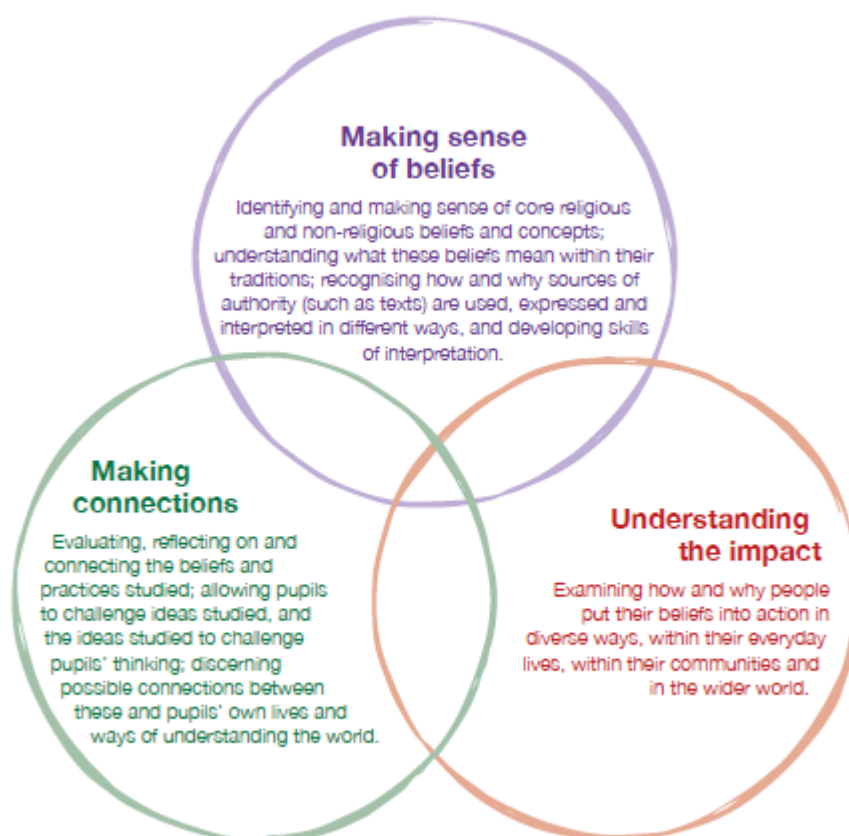 Making sense
of beliefs
Identifying and making sense of core religious
and non-religious beliefs and concepts;
understanding what these beliefs mean within their
traditions; recognising how and why sources of
authority (such as texts) are used, expressed and
interpreted in different ways, and developing skills
of interpretation.
Making
connections
Evaluating, reflecting on and
connecting the beliefs and
practices studied; allowing pupils
to challenge ideas studied, and
the ideas studied to challenge
pupils' thinking; discerning
possible connections between
these and pupils' own lives and
ways of understanding the world.
Understanding
the impact
Examining how and why people
put their beliefs into action in
diverse ways, within their everyday
lives, within their communities and
in the wider world.